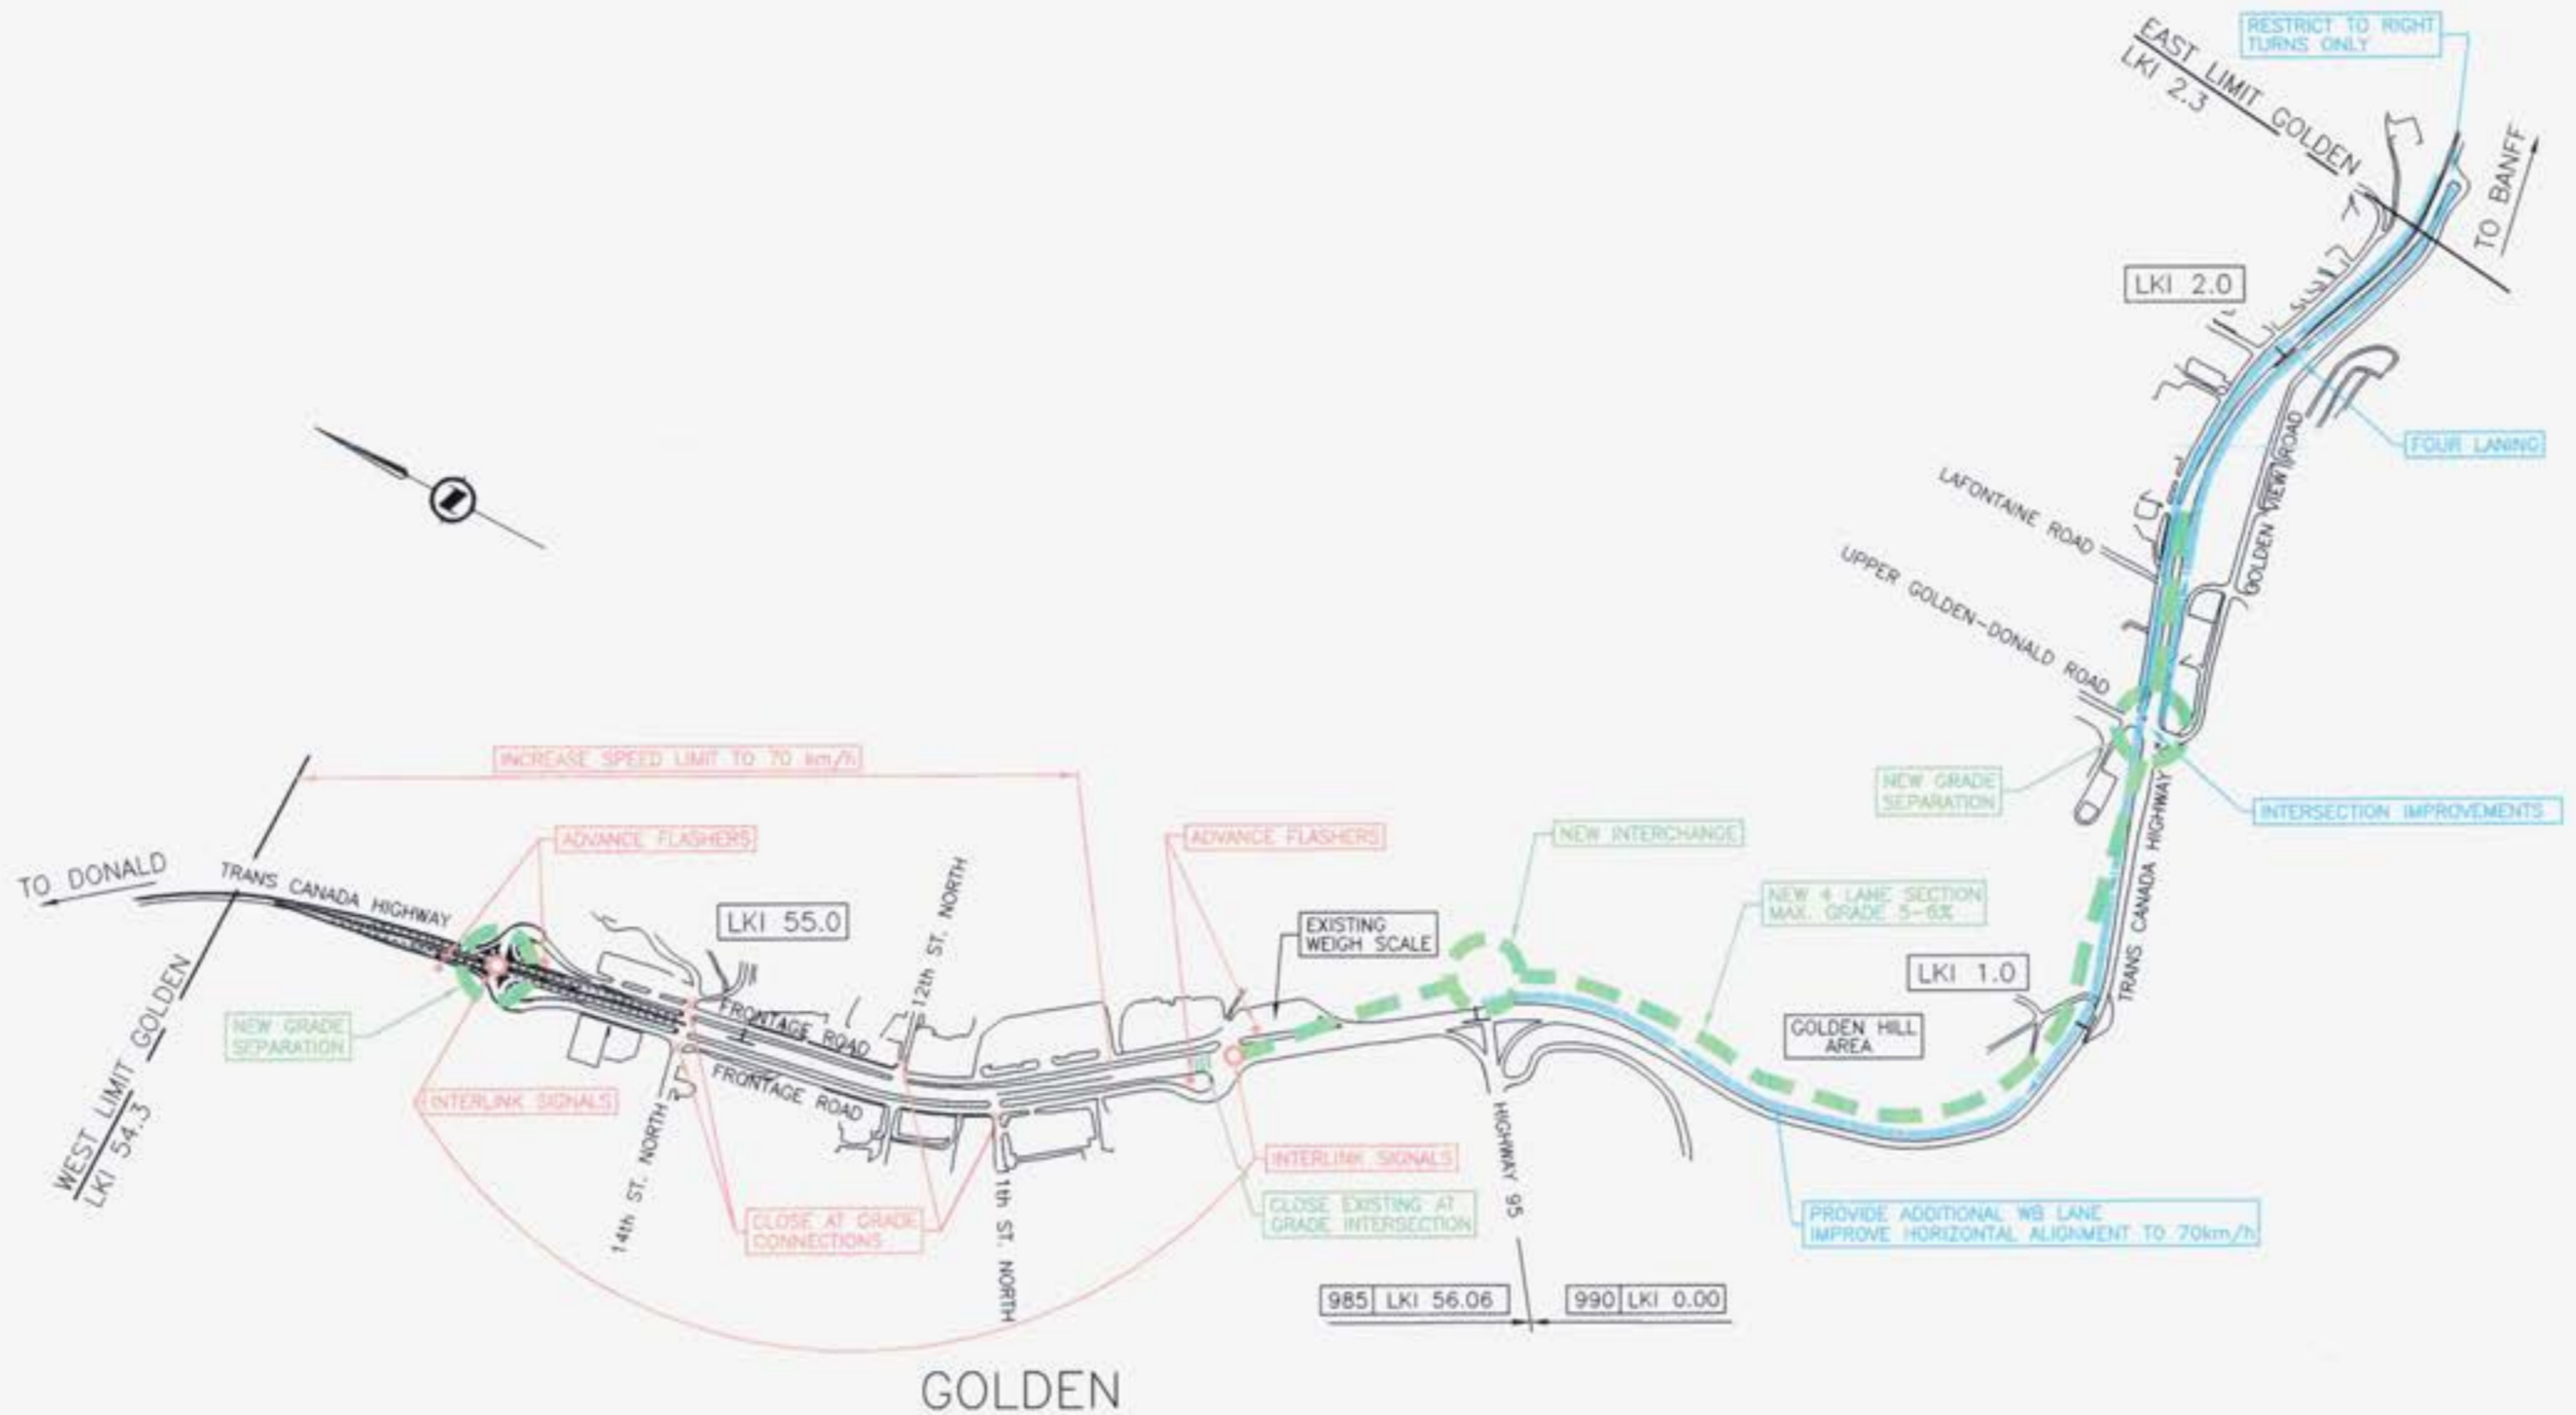 RESTRICT TO RIGHT
TURNS ONLY
EAST LIMIT GOLDEN
LKI 2.3
TO BANFF
LKI 2.0
FOUR LANING
LAFONTAINE ROAD
GOLDEN VIEW ROAD
UPPER GOLDEN-DONALD ROAD
INCREASE SPEED LIMIT TO 70 km/h
NEW GRADE
SEPARATION
INTERSECTION IMPROVEMENTS
TO DONALD
TRANS CANADA HIGHWAY
ADVANCE FLASHERS
ADVANCE FLASHERS
NEW INTERCHANGE
LKI 55.0
12th ST. NORTH
EXISTING
WEIGH SCALE
NEW 4 LANE SECTION
MAX. GRADE 5-6%
TRANS CANADA HIGHWAY
LKI 1.0
WEST LIMIT GOLDEN
LKI 54.3
NEW GRADE
SEPARATION
FRONTAGE ROAD
FRONTAGE ROAD
GOLDEN HILL
AREA
INTERLINK SIGNALS
14th ST. NORTH
INTERLINK SIGNALS
HIGHWAY 95
CLOSE AT GRADE
CONNECTIONS
1th ST. NORTH
CLOSE EXISTING AT
GRADE INTERSECTION
PROVIDE ADDITIONAL WB LANE
IMPROVE HORIZONTAL ALIGNMENT TO 70km/h
985 LKI 56.06
990 LKI 0.00
GOLDEN